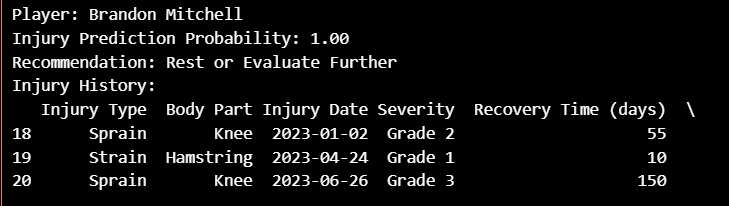 Player: Brandon Mitchell
Injury Prediction Probability: 1.00
Recommendation: Rest or Evaluate Further
Injury History:
   Injury Type  Body Part Injury Date Severity  Recovery Time (days)  \
18      Sprain       Knee  2023-01-02  Grade 2                    55
19      Strain  Hamstring  2023-04-24  Grade 1                    10
20      Sprain       Knee  2023-06-26  Grade 3                   150